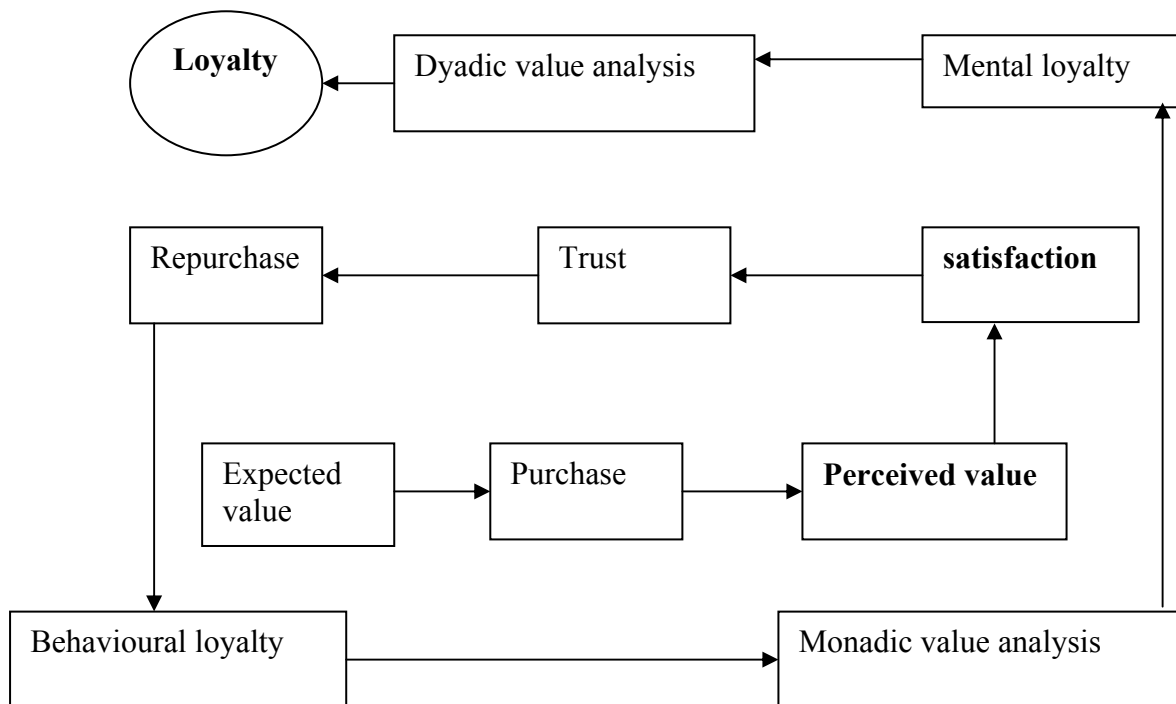 Loyalty
Dyadic value analysis
Mental loyalty
Repurchase
Trust
satisfaction
Expected
value
Purchase
Perceived value
Behavioural loyalty
Monadic value analysis